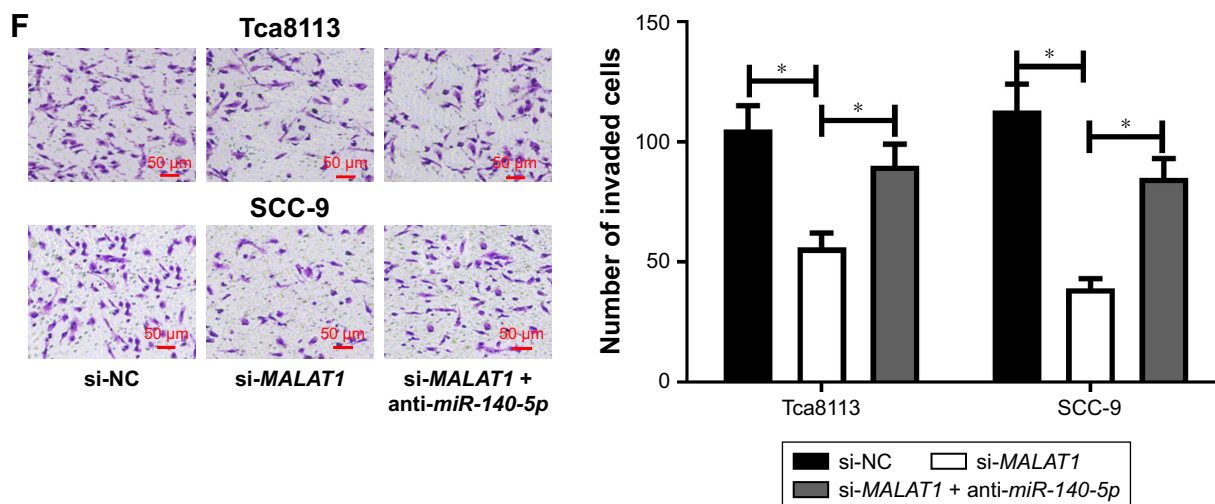 F
Tca8113
50 µm
50 µm
50 µm
SCC-9
50 µm
50 µm
50 µm
si-NC
si-MALAT1
si-MALAT1 +
anti-miR-140-5p
Number of invaded cells
150
100
50
0
*
*
*
*
Tca8113
SCC-9
si-NC
si-MALAT1
si-MALAT1 + anti-miR-140-5p